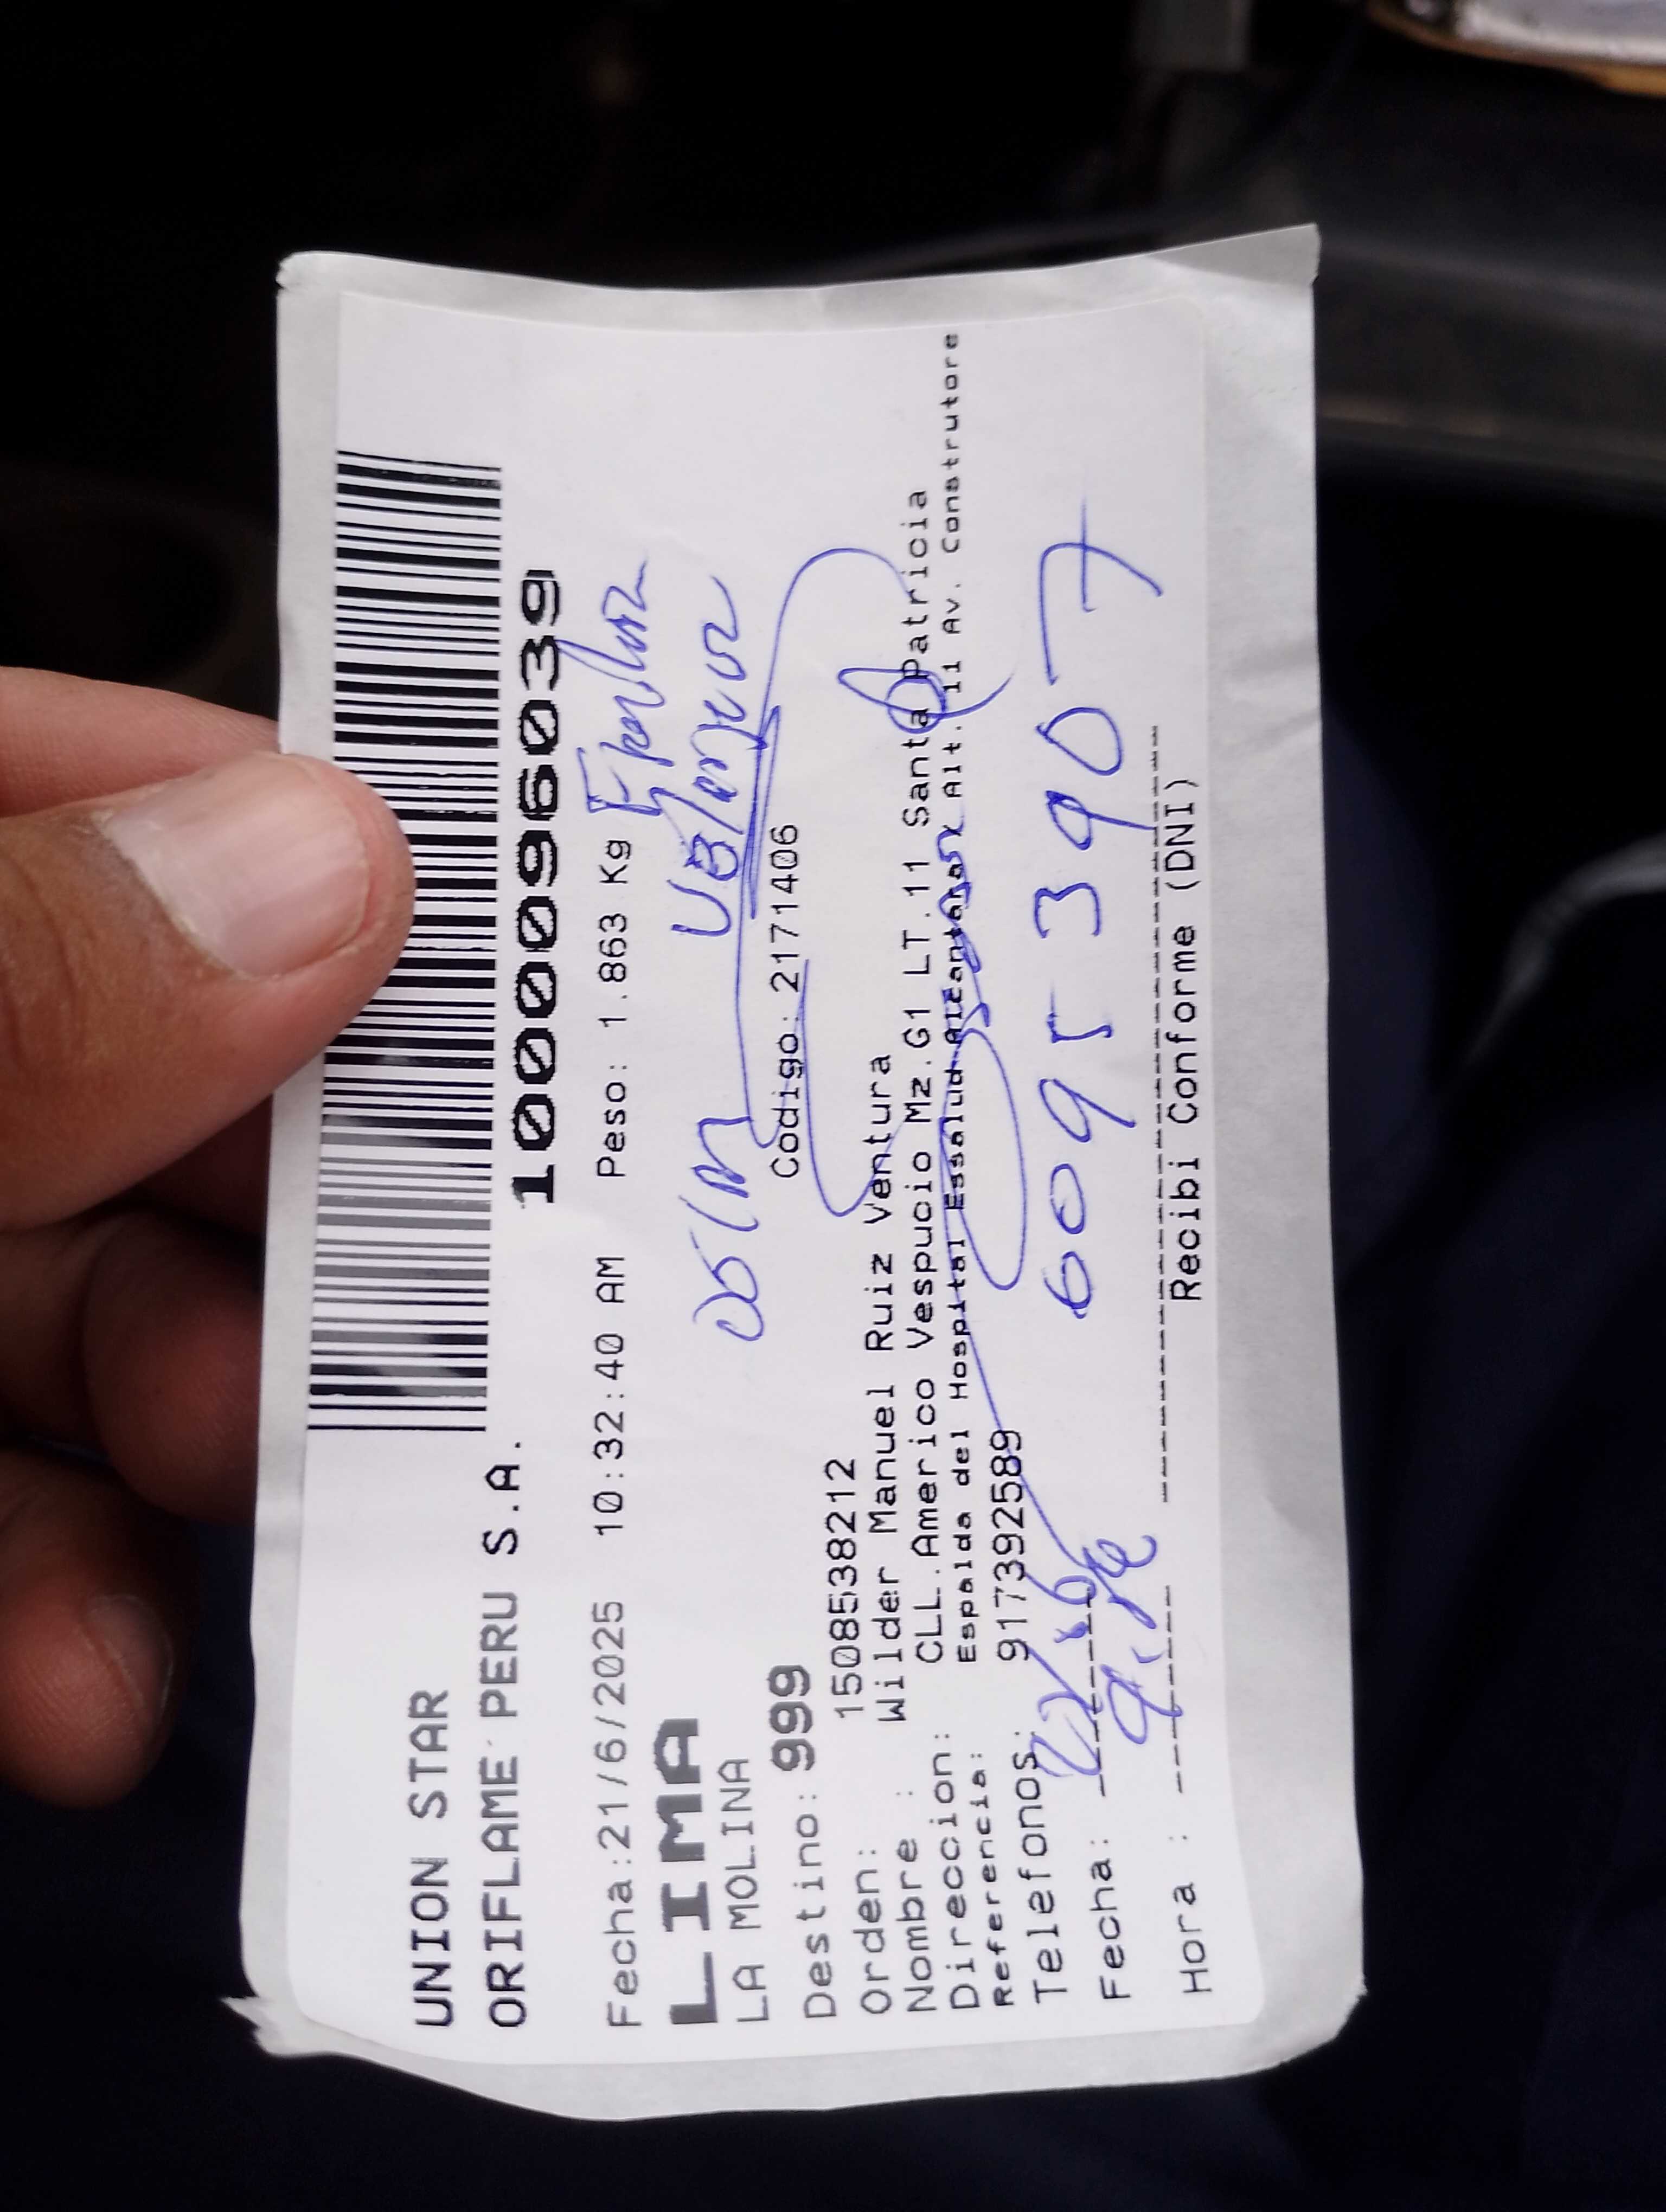 UNION STAR
ORIFLAME PERU S.A.
1000096039
Fecha:21/6/2025 10:32:40 AM Peso: 1.863 Kg
LIMA
LA MOLINA
Destino: 999 Codigo: 2171406
Orden: 1508538212
Nombre : Wilder Manuel Ruiz Ventura
Direccion: CLL.Americo Vespucio Mz.G1 LT.11 Santa Patricia
Referencia: Espalda del Hospital Essalud Alcantara Alt. 11 Av. Construtore
Telefonos: 917392589
60953907
Fecha:
Hora :
Recibi Conforme (DNI)